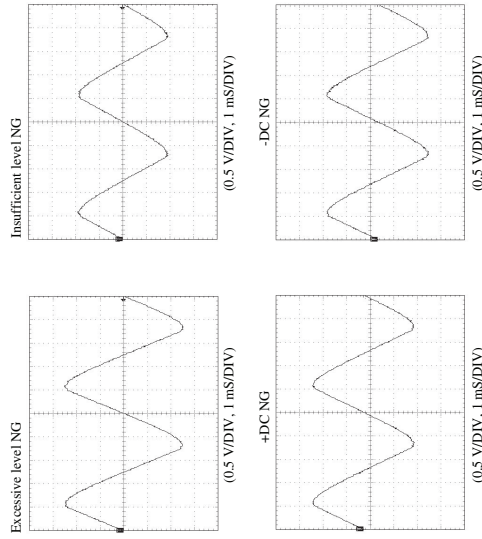 Excessive level NG
(0.5 V/DIV, 1 mS/DIV)
Insufficient level NG
(0.5 V/DIV, 1 mS/DIV)
+DC NG
(0.5 V/DIV, 1 mS/DIV)
-DC NG
(0.5 V/DIV, 1 mS/DIV)